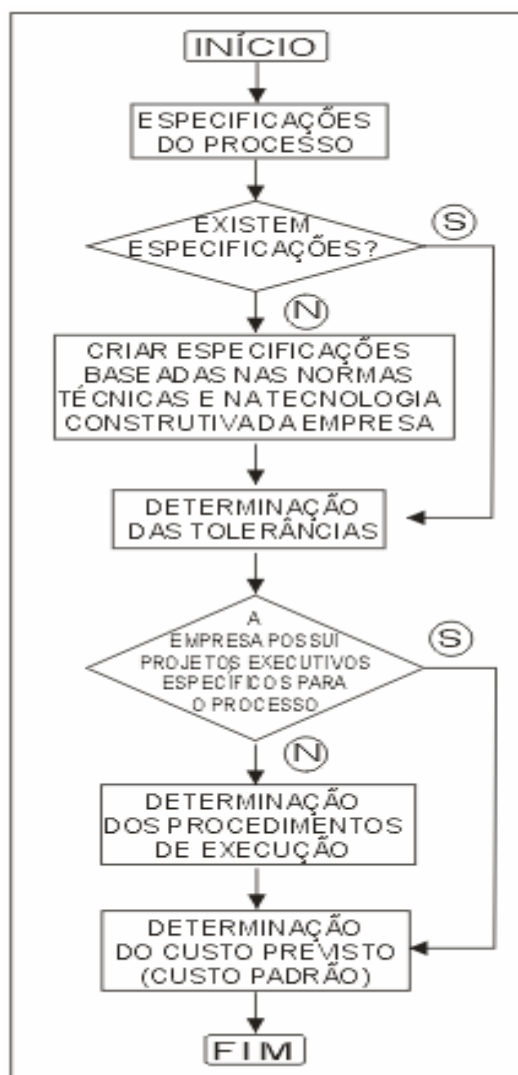 INÍCIO
ESPECIFICAÇÕES
DO PROCESSO
EXISTEM
ESPECIFICAÇÕES?
S
N
CRIAR ESPECIFICAÇÕES
BASEADAS NAS NORMAS
TÉCNICAS E NA TECNOLOGIA
CONSTRUTIVA DA EMPRESA
DETERMINAÇÃO
DAS TOLERÂNCIAS
A
EMPRESA POSSUI
PROJETOS EXECUTIVOS
ESPECÍFICOS PARA
O PROCESSO
S
N
DETERMINAÇÃO
DOS PROCEDIMENTOS
DE EXECUÇÃO
DETERMINAÇÃO
DO CUSTO PREVISTO
(CUSTO PADRÃO)
FIM